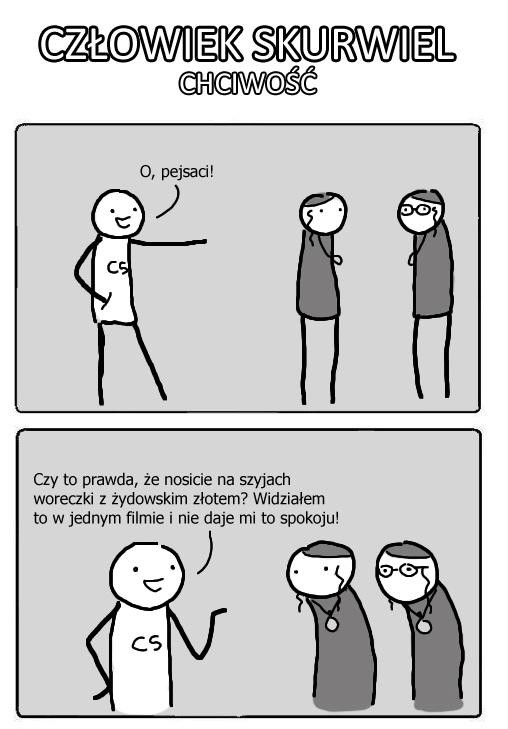 CZŁOWIEK SKURWIEL
CHCIWOŚĆ
O, pejsaci!
CS
Czy to prawda, że nosicie na szyjach
woreczki z żydowskim złotem? Widziałem
to w jednym filmie i nie daje mi to spokoju!
CS